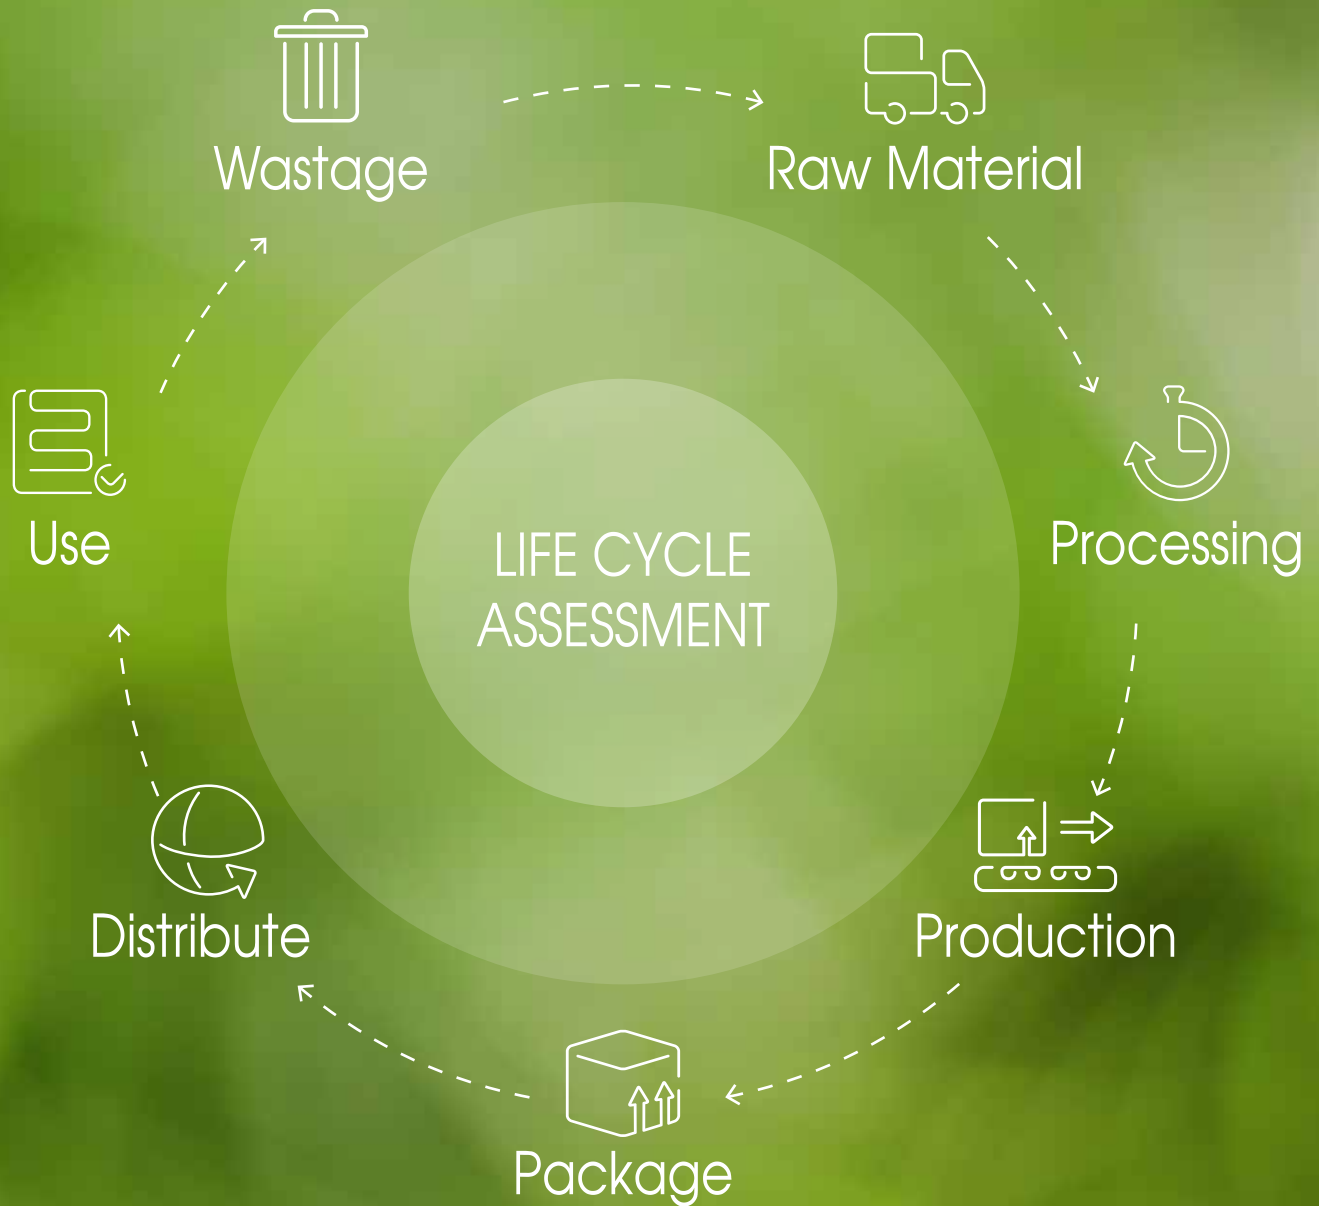 Wastage
Raw Material
Use
Processing
LIFE CYCLE
ASSESSMENT
Distribute
Production
Package